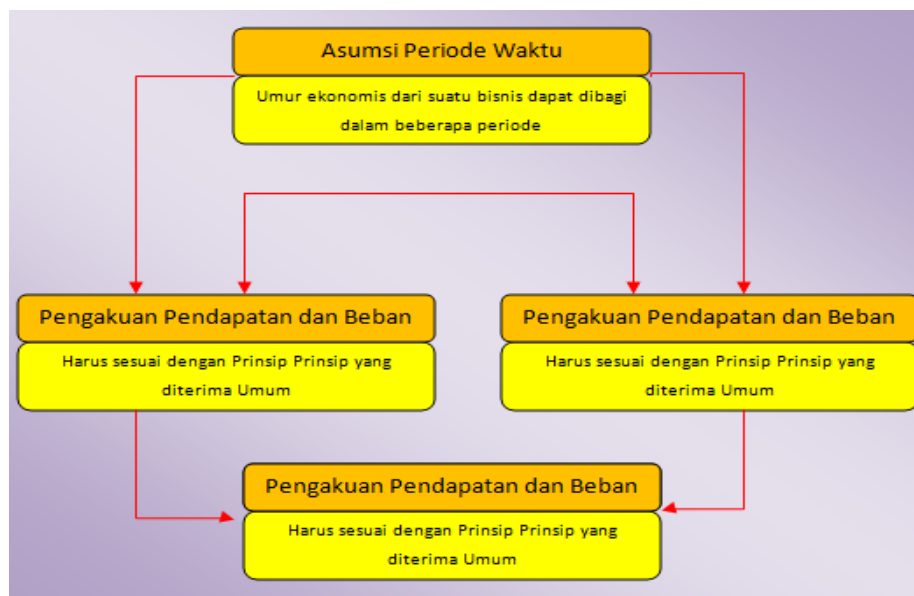 Asumsi Periode Waktu
Umur ekonomis dari suatu bisnis dapat dibagi
dalam beberapa periode
Pengakuan Pendapatan dan Beban
Harus sesuai dengan Prinsip Prinsip yang
diterima Umum
Pengakuan Pendapatan dan Beban
Harus sesuai dengan Prinsip Prinsip yang
diterima Umum
Pengakuan Pendapatan dan Beban
Harus sesuai dengan Prinsip Prinsip yang
diterima Umum